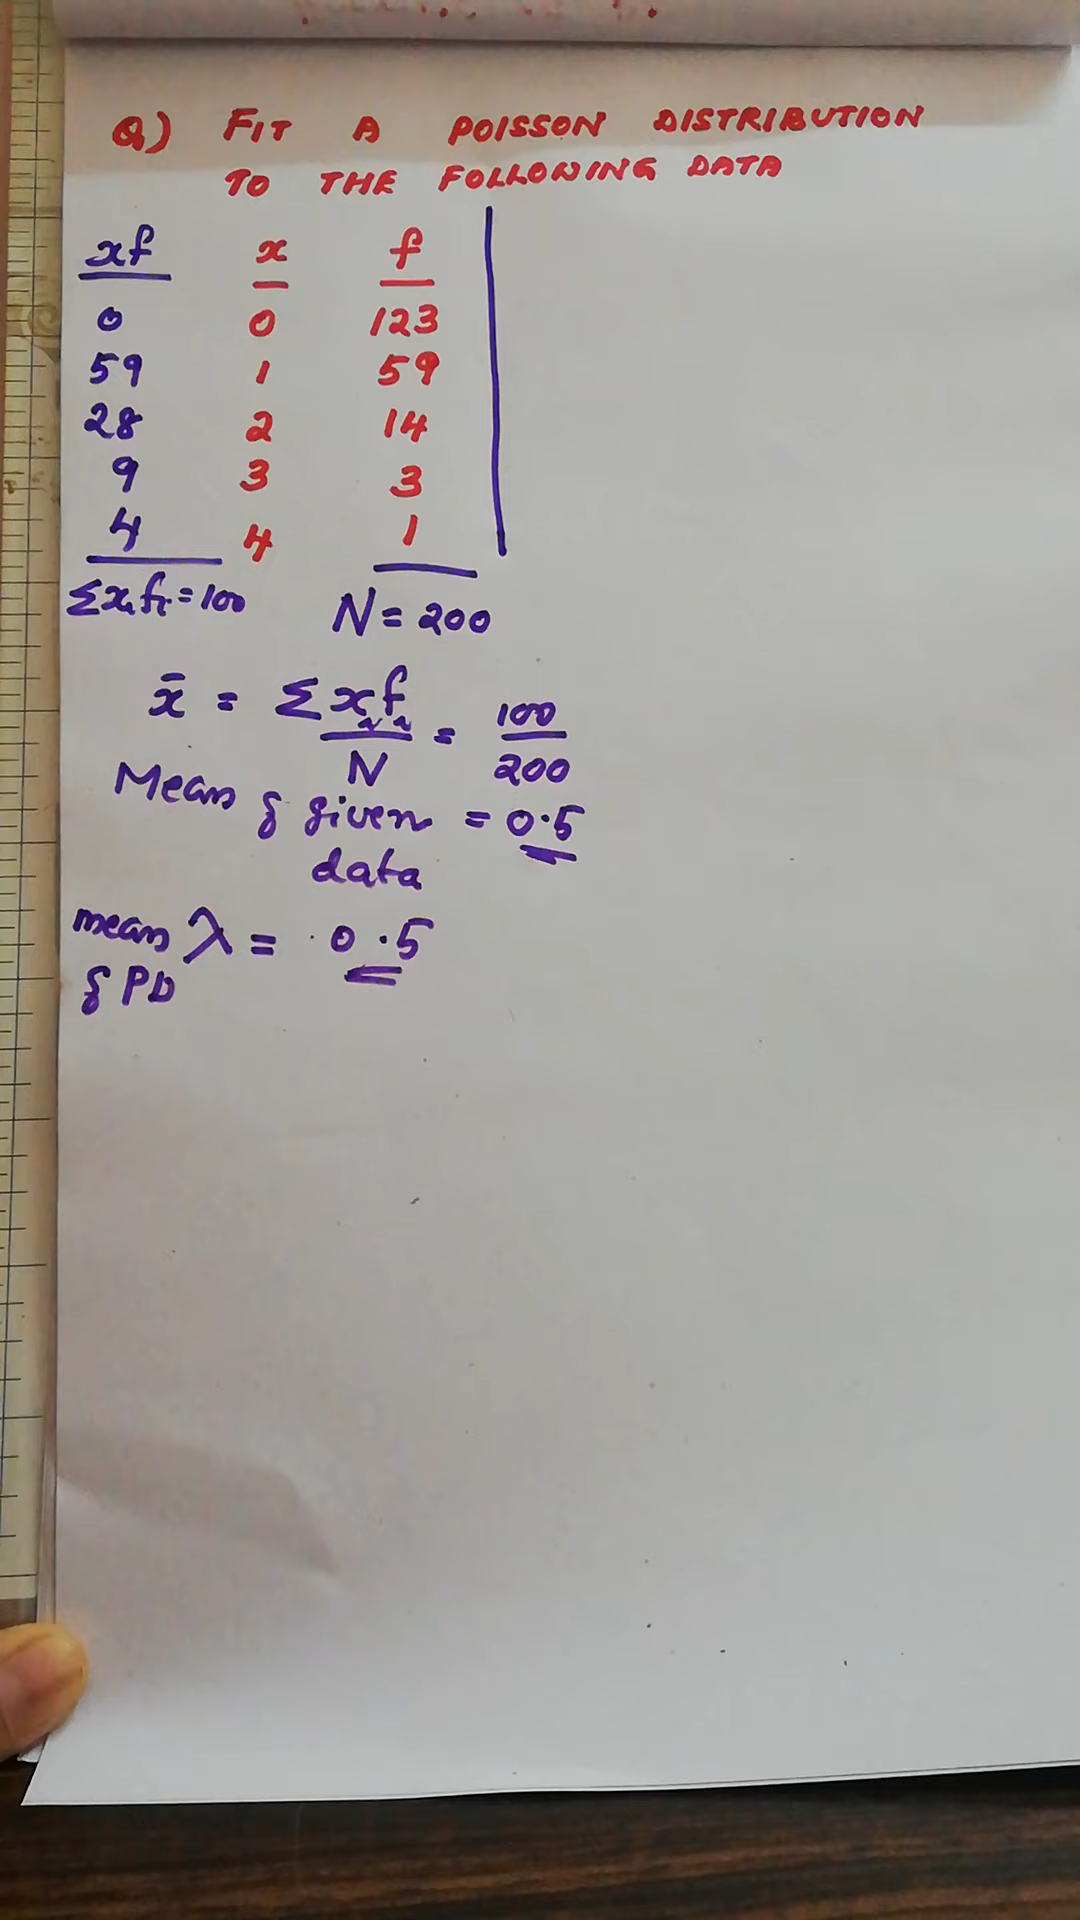 Q) FIT A POISSON DISTRIBUTION
TO THE FOLLOWING DATA
xf x f
0 0 123
59 1 59
28 2 14
9 3 3
4 4 1
Σxifi=100 N=200
x̄ = Σxf/N = 100/200
Mean of given = 0.5
data
mean λ = 0.5
of PD